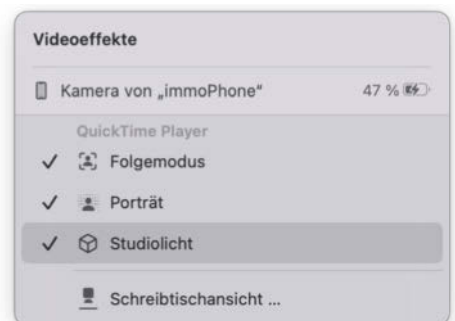 Videoeffekte
Kamera von „immoPhone“ 47 %
QuickTime Player
Folgemodus
Porträt
Studiolicht
Schreibtischansicht ...